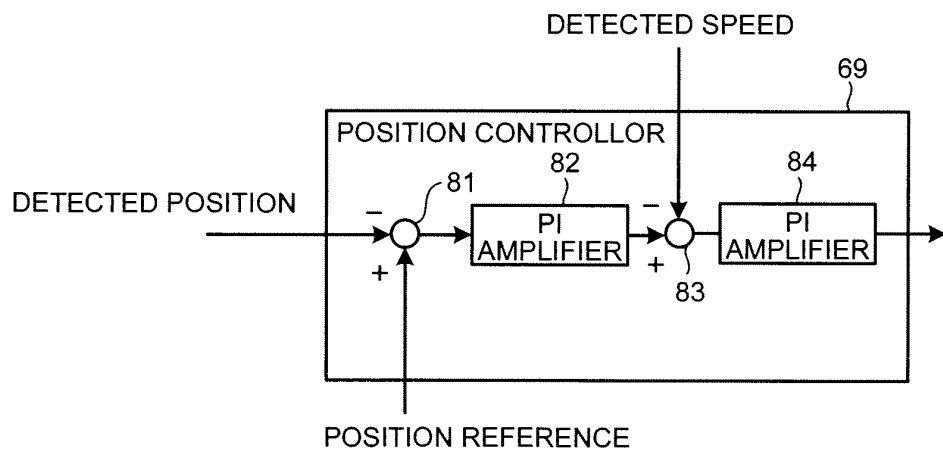 DETECTED SPEED
69
POSITION CONTROLLOR
81
82
84
DETECTED POSITION
−
−
PI
AMPLIFIER
PI
AMPLIFIER
+
+
83
POSITION REFERENCE